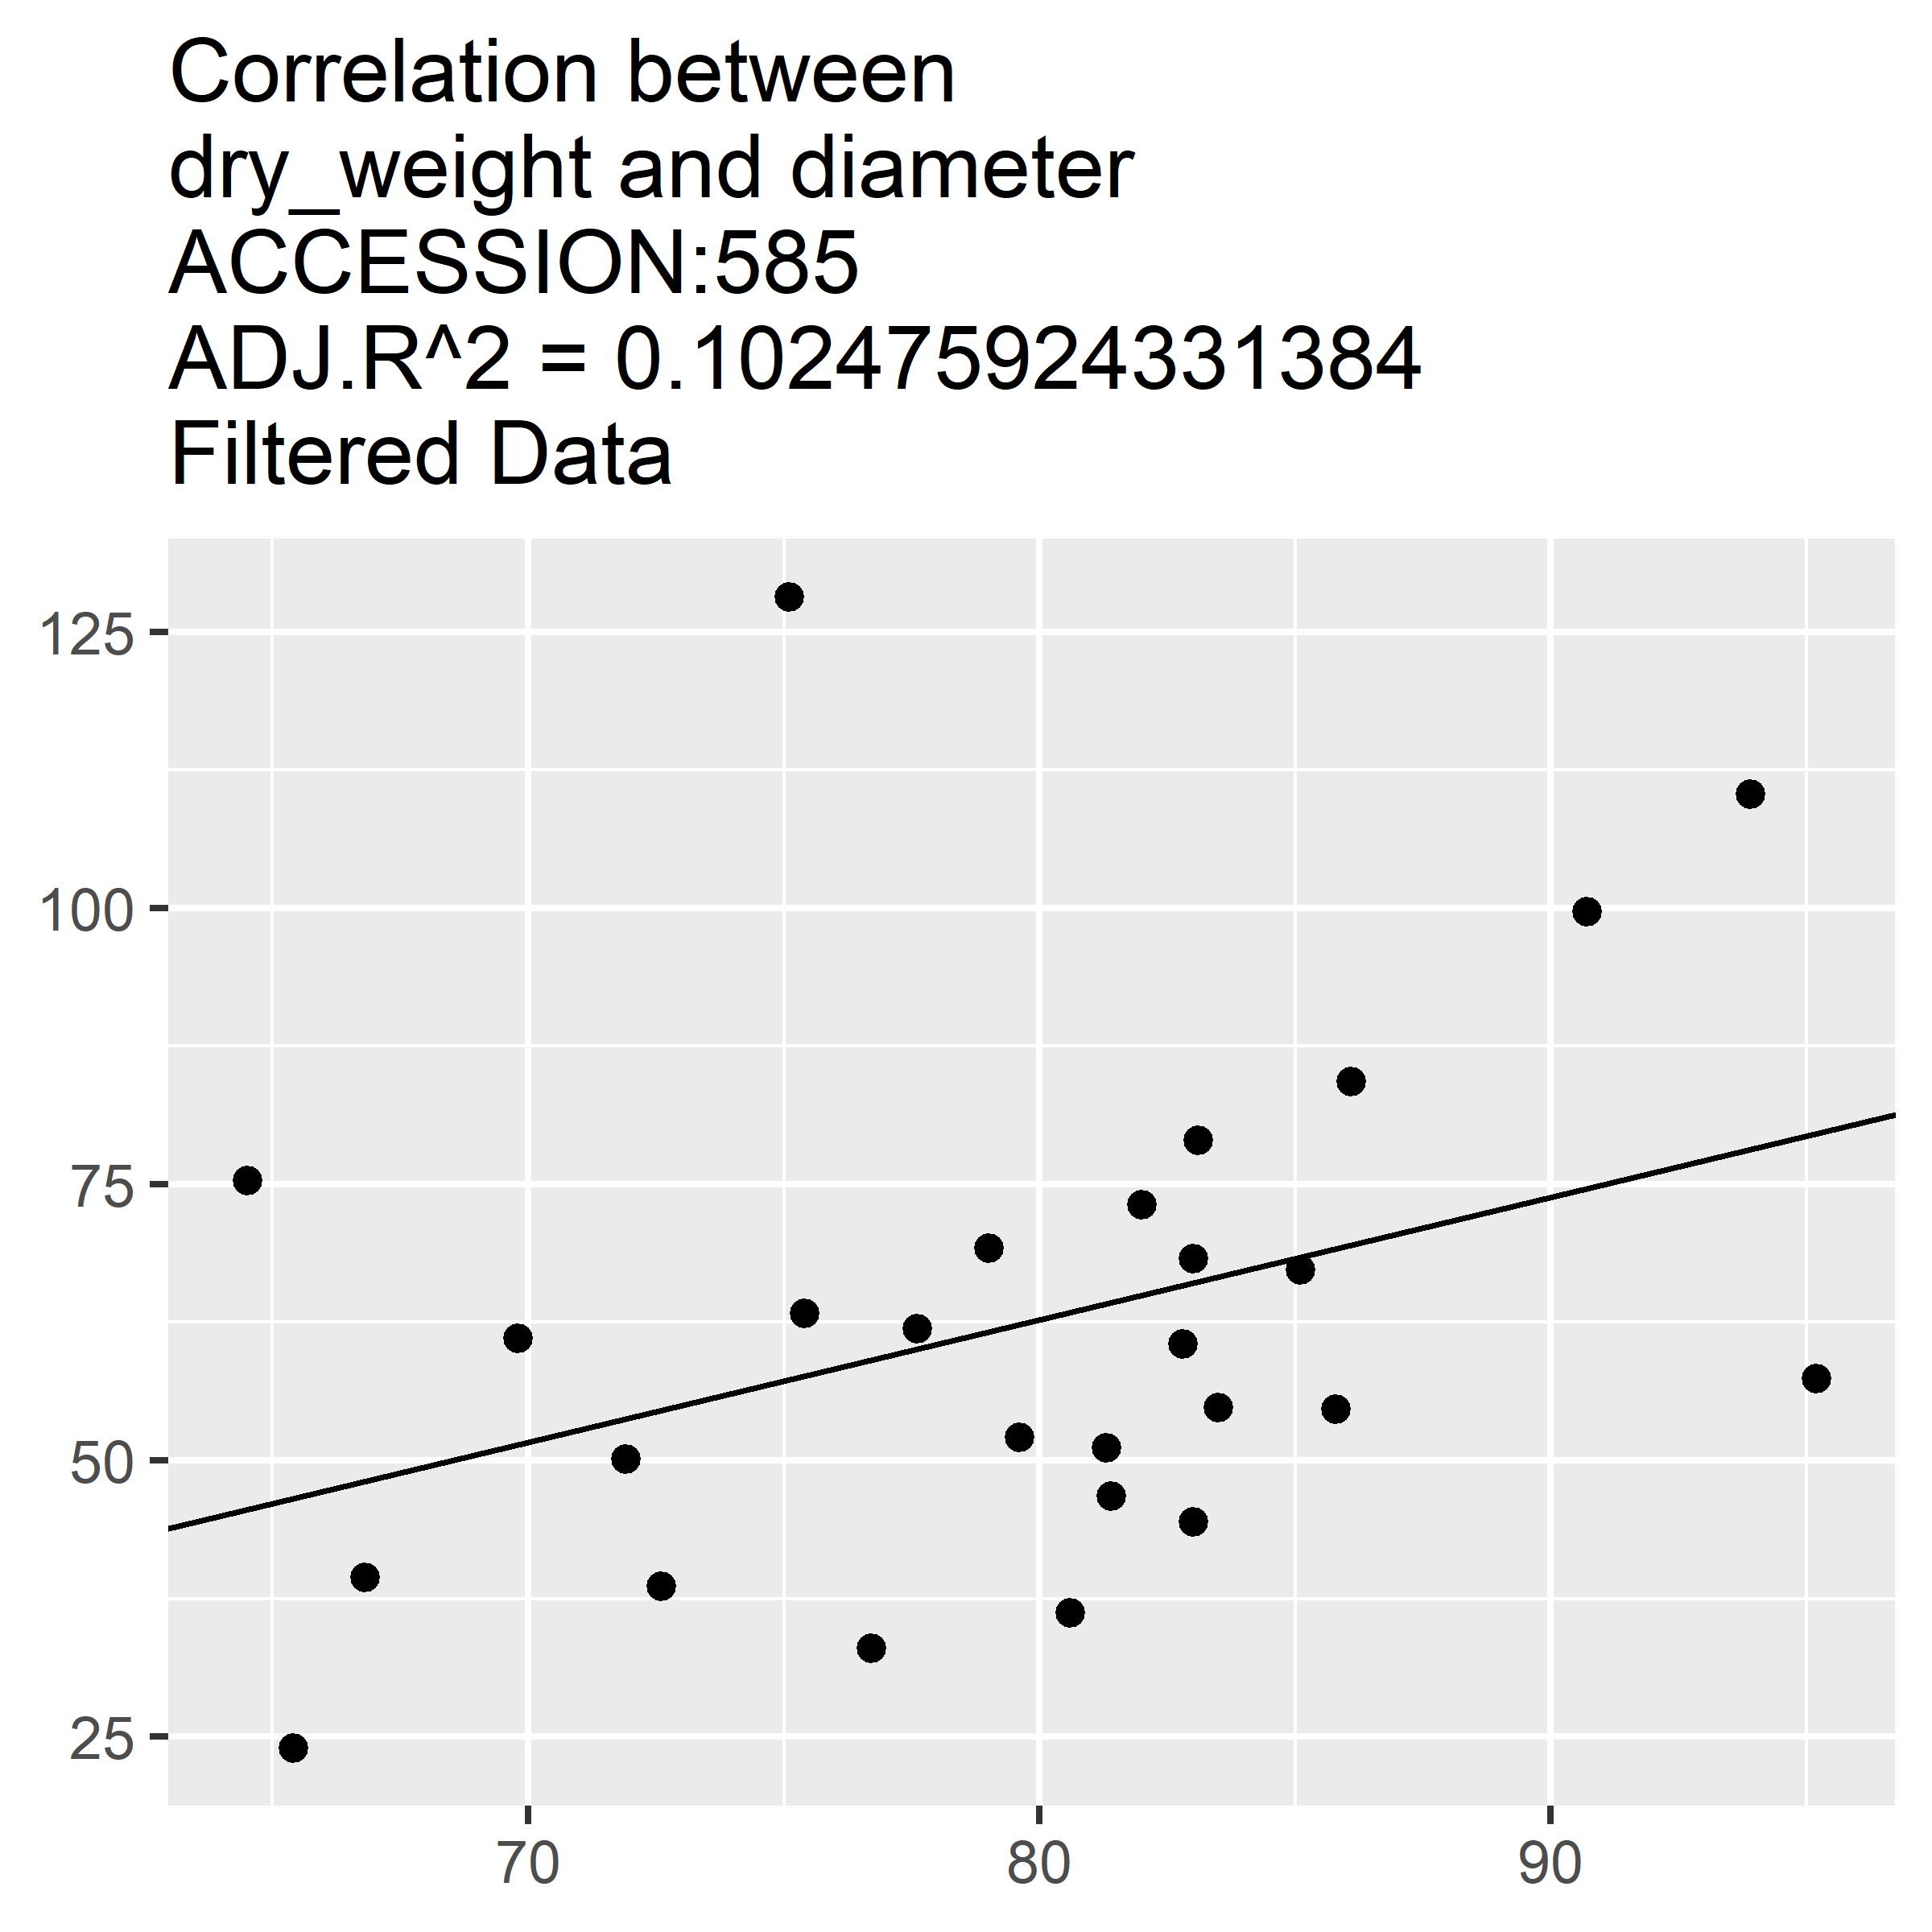 Correlation between
dry_weight and diameter
ACCESSION:585
ADJ.R^2 = 0.102475924331384
Filtered Data
125
100
75
50
25
70 80 90